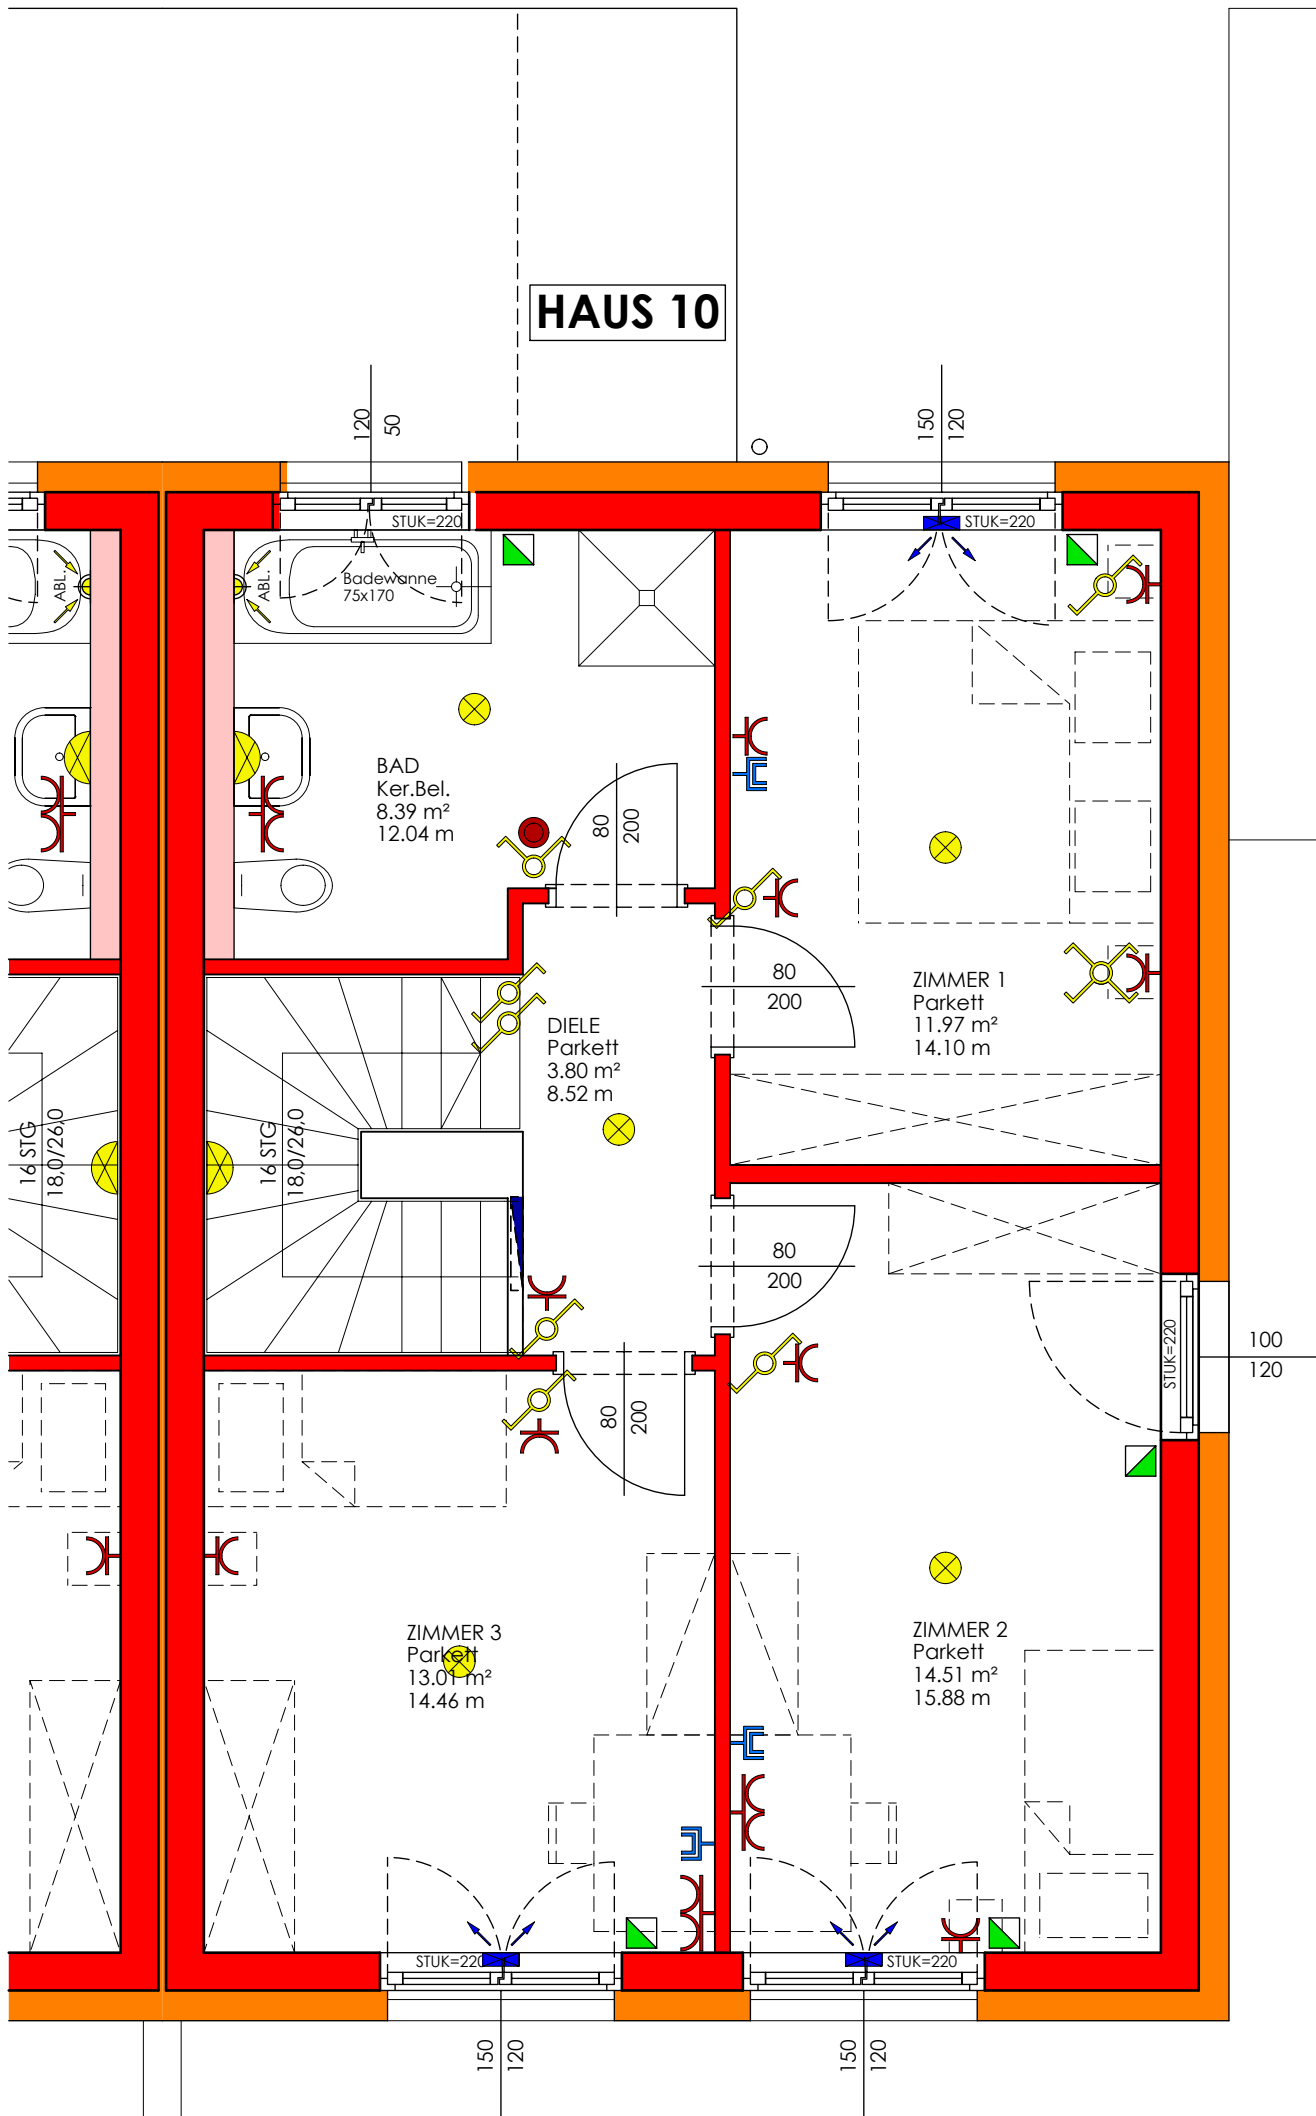 HAUS 10
120
50
150
120
STUK=220
STUK=220
ABL.
ABL.
Badewanne
75x170
BAD
Ker.Bel.
8.39 m²
12.04 m
80
200
80
200
ZIMMER 1
Parkett
11.97 m²
14.10 m
DIELE
Parkett
3.80 m²
8.52 m
16 STG
18,0/26,0
16 STG
18,0/26,0
80
200
STUK=220
100
120
80
200
ZIMMER 3
Parkett
13.01 m²
14.46 m
ZIMMER 2
Parkett
14.51 m²
15.88 m
STUK=220
STUK=220
150
120
150
120